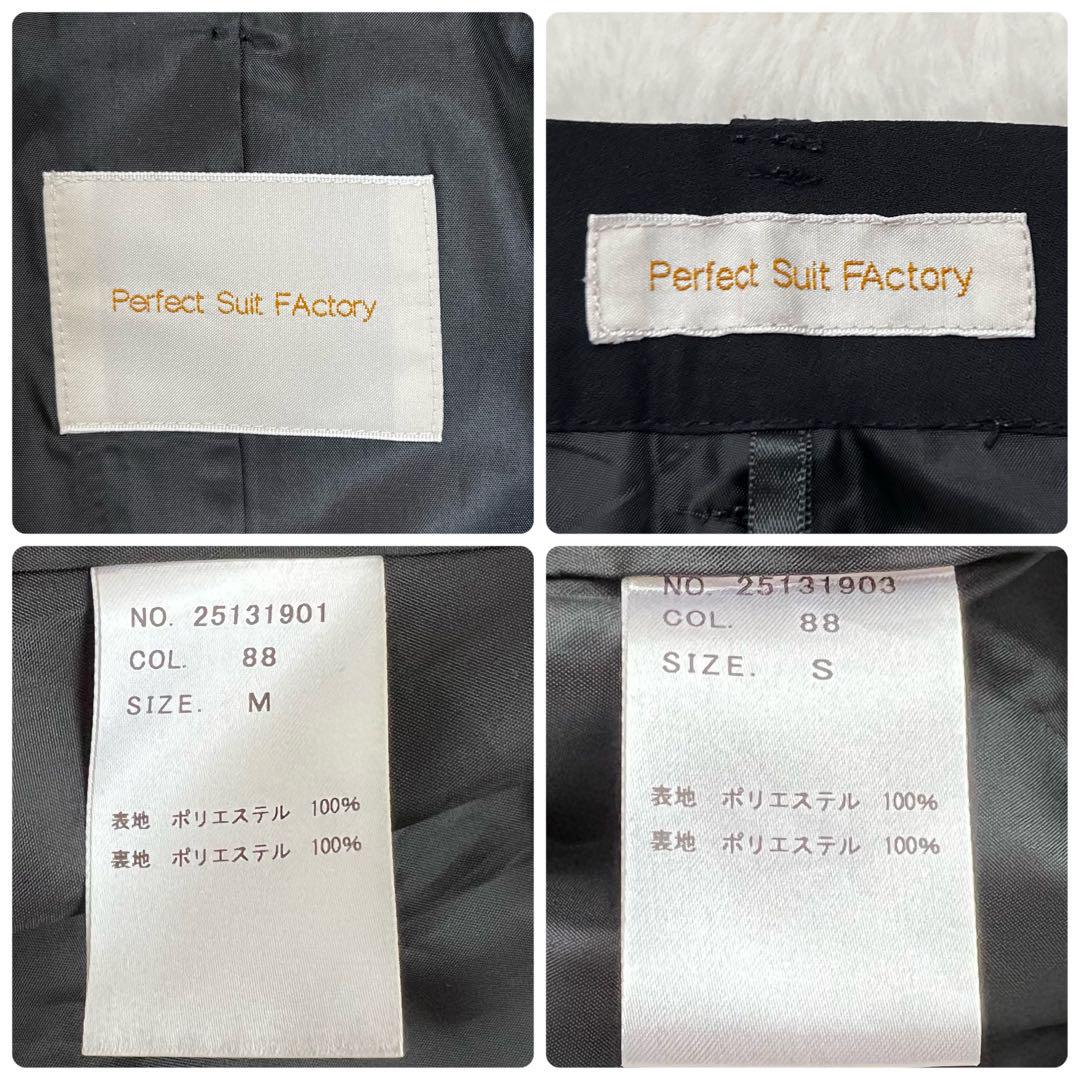 Perfect Suit FActory
Perfect Suit FActory
NO. 25131901
COL. 88
SIZE. M
表地 ポリエステル 100%
裏地 ポリエステル 100%
NO. 25131903
COL. 88
SIZE. S
表地 ポリエステル 100%
裏地 ポリエステル 100%